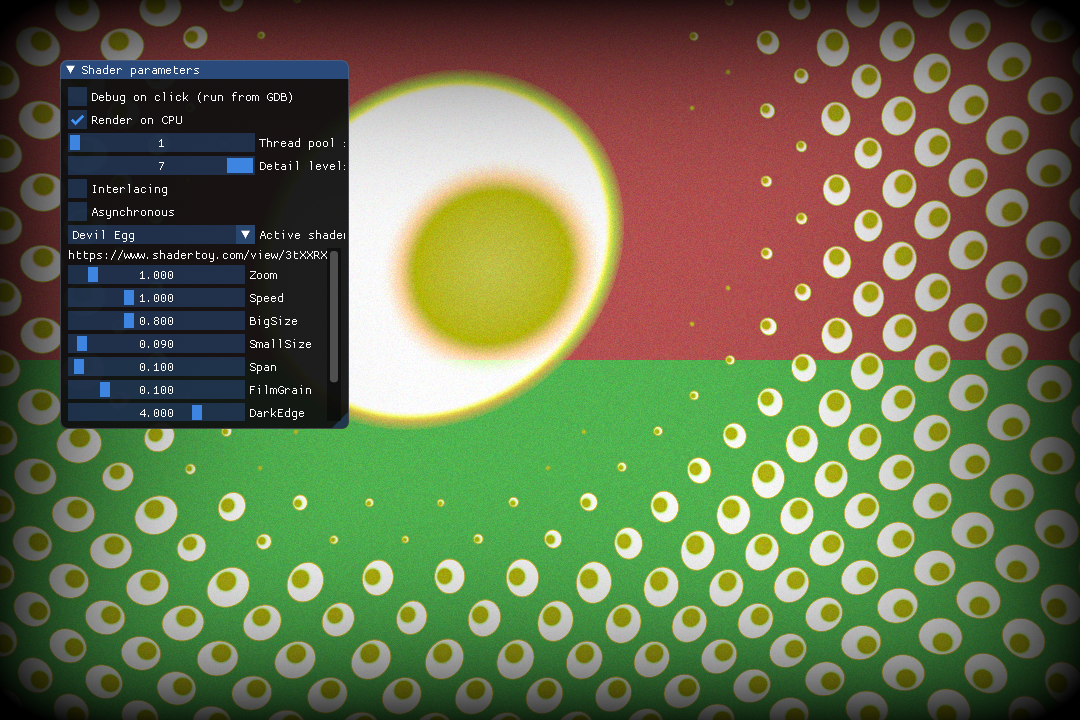 Shader parameters
Debug on click (run from GDB)
Render on CPU
1 Thread pool :
7 Detail level:
Interlacing
Asynchronous
Devil Egg Active shader
https://www.shadertoy.com/view/3tXXRX
1.000 Zoom
1.000 Speed
0.800 BigSize
0.090 SmallSize
0.100 Span
0.100 FilmGrain
4.000 DarkEdge